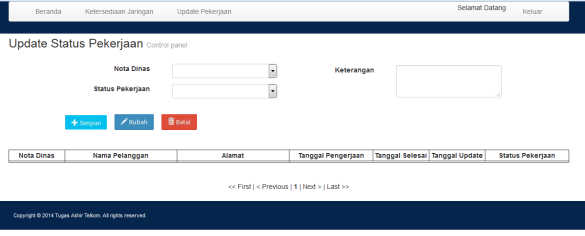 Beranda Ketersediaan Jaringan Update Pekerjaan Selamat Datang Keluar
Update Status Pekerjaan Control panel
Nota Dinas Keterangan
Status Pekerjaan
+ Simpan Rubah Batal
Nota Dinas Nama Pelanggan Alamat Tanggal Pengerjaan Tanggal Selesai Tanggal Update Status Pekerjaan
<< First | < Previous | 1 | Next > | Last >>
Copyright © 2014 Tugas Akhir Telkom. All rights reserved.